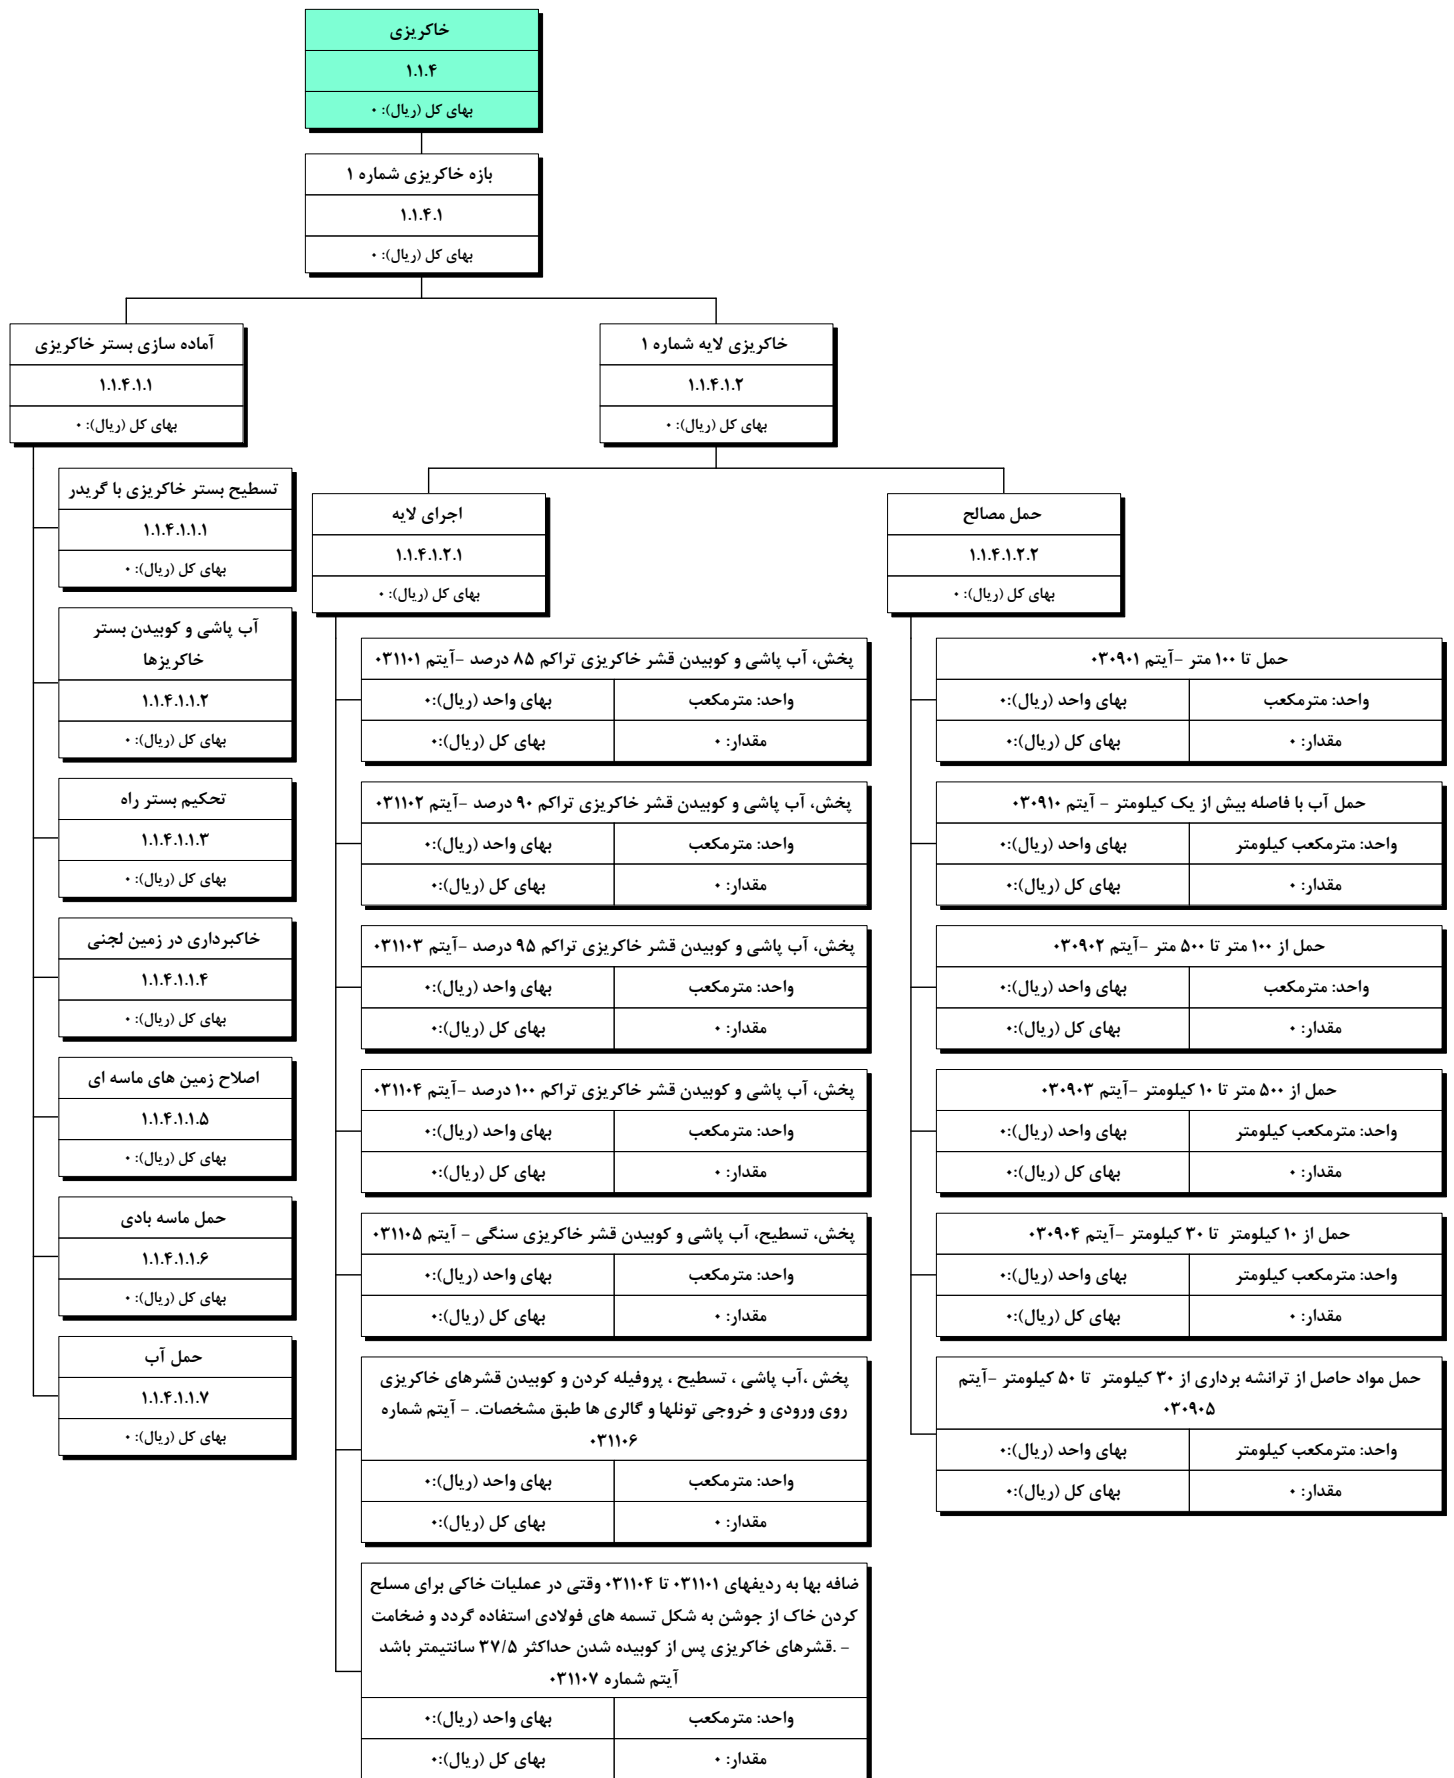 خاکریزی
۱.۱.۴
بهای کل (ریال): ۰
بازه خاکریزی شماره ۱
۱.۱.۴.۱
بهای کل (ریال): ۰
آماده سازی بستر خاکریزی
۱.۱.۴.۱.۱
بهای کل (ریال): ۰
تسطیح بستر خاکریزی با گریدر
۱.۱.۴.۱.۱.۱
بهای کل (ریال): ۰
آب پاشی و کوبیدن بستر
خاکریزها
۱.۱.۴.۱.۱.۲
بهای کل (ریال): ۰
تحکیم بستر راه
۱.۱.۴.۱.۱.۳
بهای کل (ریال): ۰
خاکبرداری در زمین لجنی
۱.۱.۴.۱.۱.۴
بهای کل (ریال): ۰
اصلاح زمین های ماسه ای
۱.۱.۴.۱.۱.۵
بهای کل (ریال): ۰
حمل ماسه بادی
۱.۱.۴.۱.۱.۶
بهای کل (ریال): ۰
حمل آب
۱.۱.۴.۱.۱.۷
بهای کل (ریال): ۰
خاکریزی لایه شماره ۱
۱.۱.۴.۱.۲
بهای کل (ریال): ۰
اجرای لایه
۱.۱.۴.۱.۲.۱
بهای کل (ریال): ۰
پخش، آب پاشی و کوبیدن قشر خاکریزی تراکم ۸۵ درصد -آیتم ۰۳۱۱۰۱
واحد: مترمکعب بهای واحد (ریال):۰
مقدار: ۰ بهای کل (ریال):۰
پخش، آب پاشی و کوبیدن قشر خاکریزی تراکم ۹۰ درصد -آیتم ۰۳۱۱۰۲
واحد: مترمکعب بهای واحد (ریال):۰
مقدار: ۰ بهای کل (ریال):۰
پخش، آب پاشی و کوبیدن قشر خاکریزی تراکم ۹۵ درصد -آیتم ۰۳۱۱۰۳
واحد: مترمکعب بهای واحد (ریال):۰
مقدار: ۰ بهای کل (ریال):۰
پخش، آب پاشی و کوبیدن قشر خاکریزی تراکم ۱۰۰ درصد -آیتم ۰۳۱۱۰۴
واحد: مترمکعب بهای واحد (ریال):۰
مقدار: ۰ بهای کل (ریال):۰
پخش، تسطیح، آب پاشی و کوبیدن قشر خاکریزی سنگی - آیتم ۰۳۱۱۰۵
واحد: مترمکعب بهای واحد (ریال):۰
مقدار: ۰ بهای کل (ریال):۰
پخش ،آب پاشی ، تسطیح ، پروفیله کردن و کوبیدن قشرهای خاکریزی
روی ورودی و خروجی تونلها و گالری ها طبق مشخصات. - آیتم شماره
۰۳۱۱۰۶
واحد: مترمکعب بهای واحد (ریال):۰
مقدار: ۰ بهای کل (ریال):۰
ضافه بها به ردیفهای ۰۳۱۱۰۱ تا ۰۳۱۱۰۴ وقتی در عملیات خاکی برای مسلح
کردن خاک از جوشن به شکل تسمه های فولادی استفاده گردد و ضخامت
قشرهای خاکریزی پس از کوبیده شدن حداکثر ۳۷/۵ سانتیمتر باشد. -
آیتم شماره ۰۳۱۱۰۷
واحد: مترمکعب بهای واحد (ریال):۰
مقدار: ۰ بهای کل (ریال):۰
حمل مصالح
۱.۱.۴.۱.۲.۲
بهای کل (ریال): ۰
حمل تا ۱۰۰ متر -آیتم ۰۳۰۹۰۱
واحد: مترمکعب بهای واحد (ریال):۰
مقدار: ۰ بهای کل (ریال):۰
حمل آب با فاصله بیش از یک کیلومتر - آیتم ۰۳۰۹۱۰
واحد: مترمکعب کیلومتر بهای واحد (ریال):۰
مقدار: ۰ بهای کل (ریال):۰
حمل از ۱۰۰ متر تا ۵۰۰ متر -آیتم ۰۳۰۹۰۲
واحد: مترمکعب بهای واحد (ریال):۰
مقدار: ۰ بهای کل (ریال):۰
حمل از ۵۰۰ متر تا ۱۰ کیلومتر -آیتم ۰۳۰۹۰۳
واحد: مترمکعب کیلومتر بهای واحد (ریال):۰
مقدار: ۰ بهای کل (ریال):۰
حمل از ۱۰ کیلومتر تا ۳۰ کیلومتر -آیتم ۰۳۰۹۰۴
واحد: مترمکعب کیلومتر بهای واحد (ریال):۰
مقدار: ۰ بهای کل (ریال):۰
حمل مواد حاصل از ترانشه برداری از ۳۰ کیلومتر تا ۵۰ کیلومتر -آیتم
۰۳۰۹۰۵
واحد: مترمکعب کیلومتر بهای واحد (ریال):۰
مقدار: ۰ بهای کل (ریال):۰